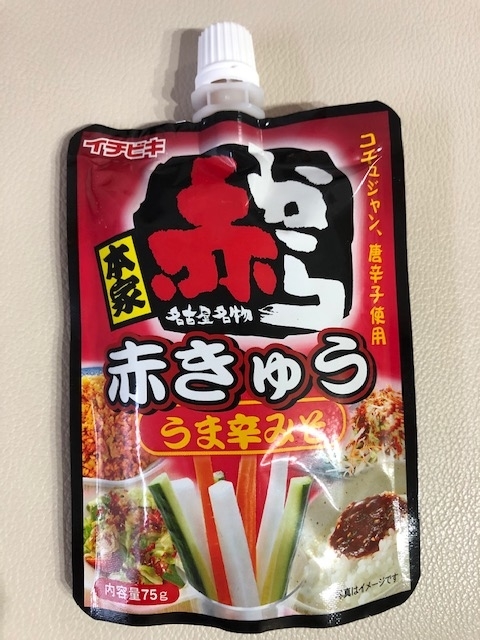 イチビキ
赤から
本家
名古屋名物
コチュジャン、唐辛子使用
赤きゅう
うま辛みそ
内容量75g
写真はイメージです